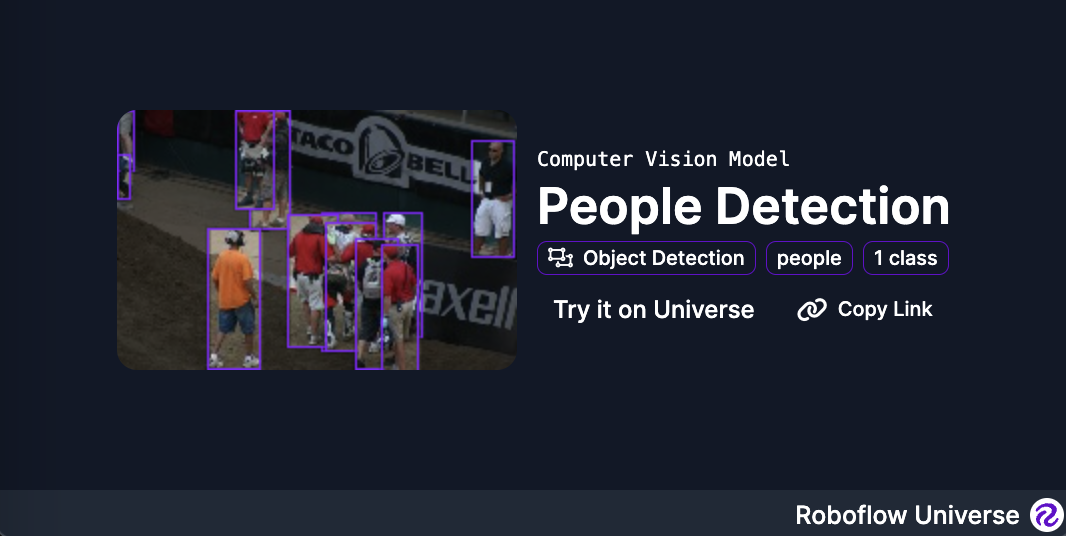 TACO BELL
axell
Computer Vision Model
People Detection
Object Detection
people
1 class
Try it on Universe
Copy Link
Roboflow Universe